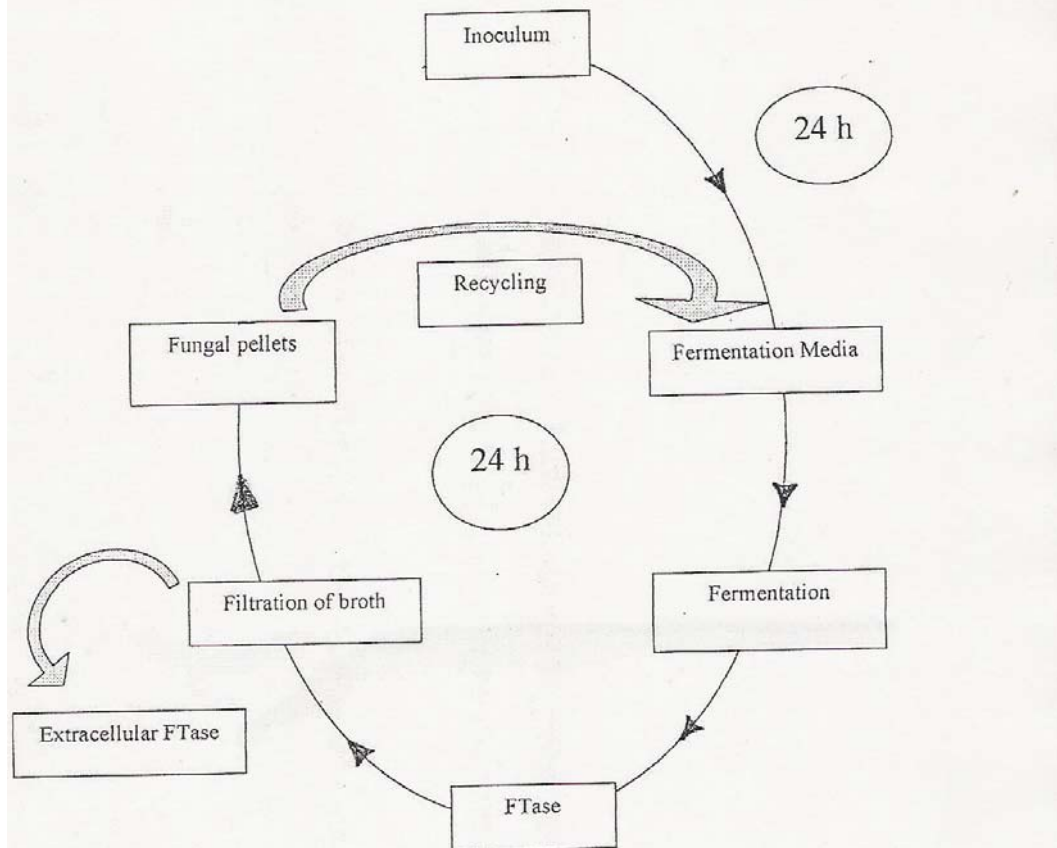 Inoculum
24 h
Recycling
Fungal pellets
Fermentation Media
24 h
Filtration of broth
Fermentation
Extracellular FTase
FTase